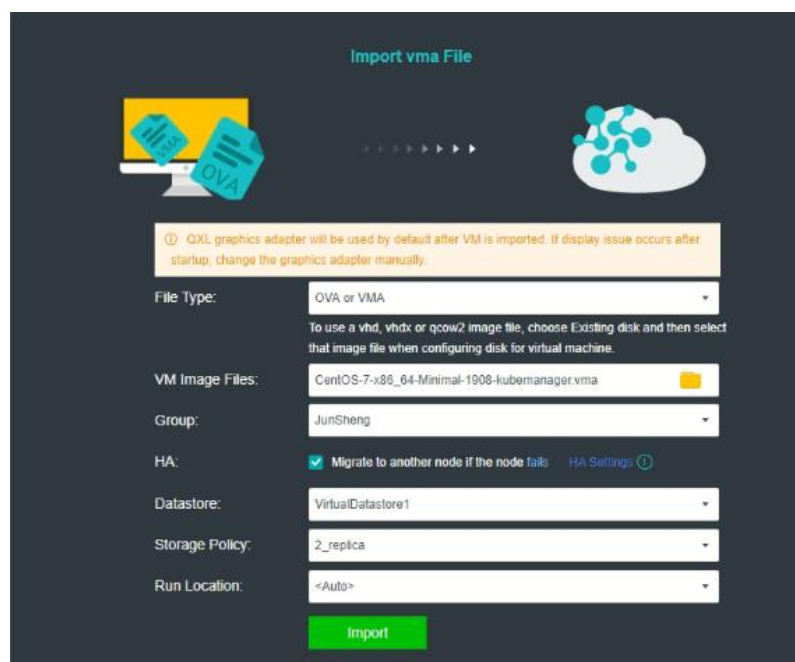 Import vma File
VMA
OVA
QXL graphics adapter will be used by default after VM is imported. If display issue occurs after
startup, change the graphics adapter manually.
File Type:
OVA or VMA
To use a vhd, vhdx or qcow2 image file, choose Existing disk and then select
that image file when configuring disk for virtual machine.
VM Image Files:
CentOS-7-x86_64-Minimal-1908-kubemanager.vma
Group:
JunSheng
HA:
Migrate to another node if the node fails HA Settings
Datastore:
VirtualDatastore1
Storage Policy:
2_replica
Run Location:
<Auto>
Import